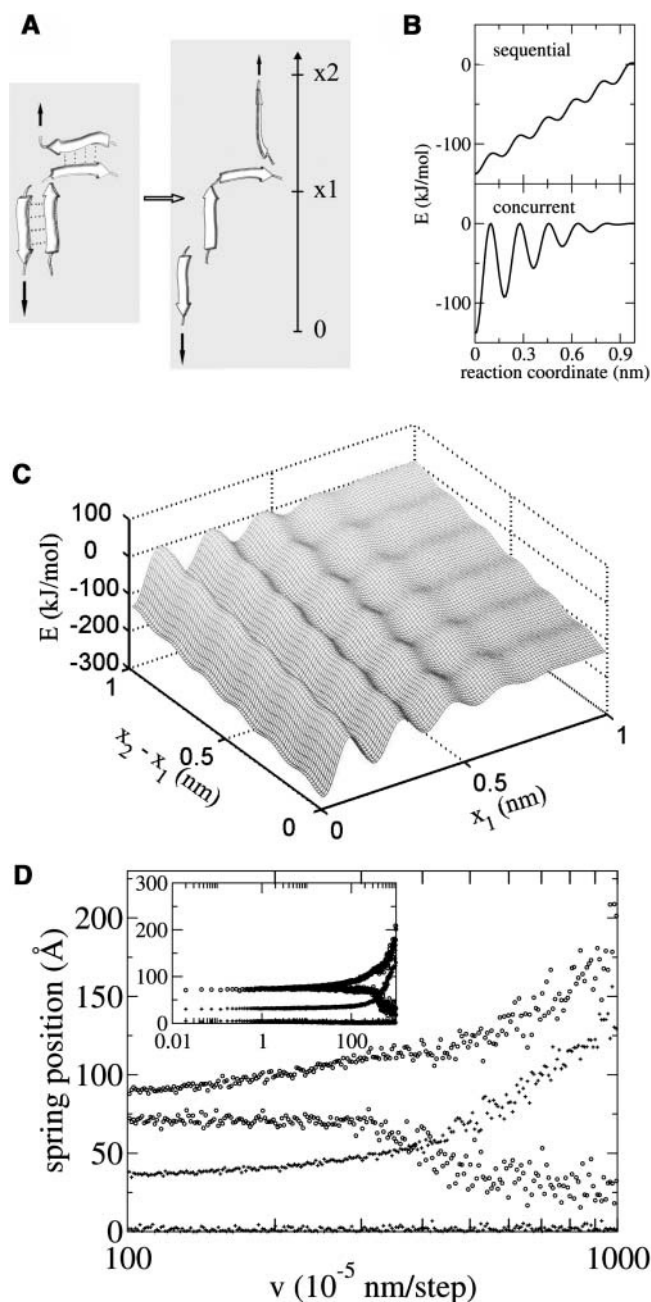 A
x2
x1
0
B
sequential
0
-100
E (kJ/mol)
concurrent
0
-100
0 0.3 0.6 0.9
reaction coordinate (nm)
C
100
0
-100
-200
-300
E (kJ/mol)
1
0.5
0
x2 - x1 (nm)
0
0.5
1
x1 (nm)
D
200
150
100
50
0
spring position (Å)
300
200
100
0
0.01 1 100
100 1000
v (10-5 nm/step)